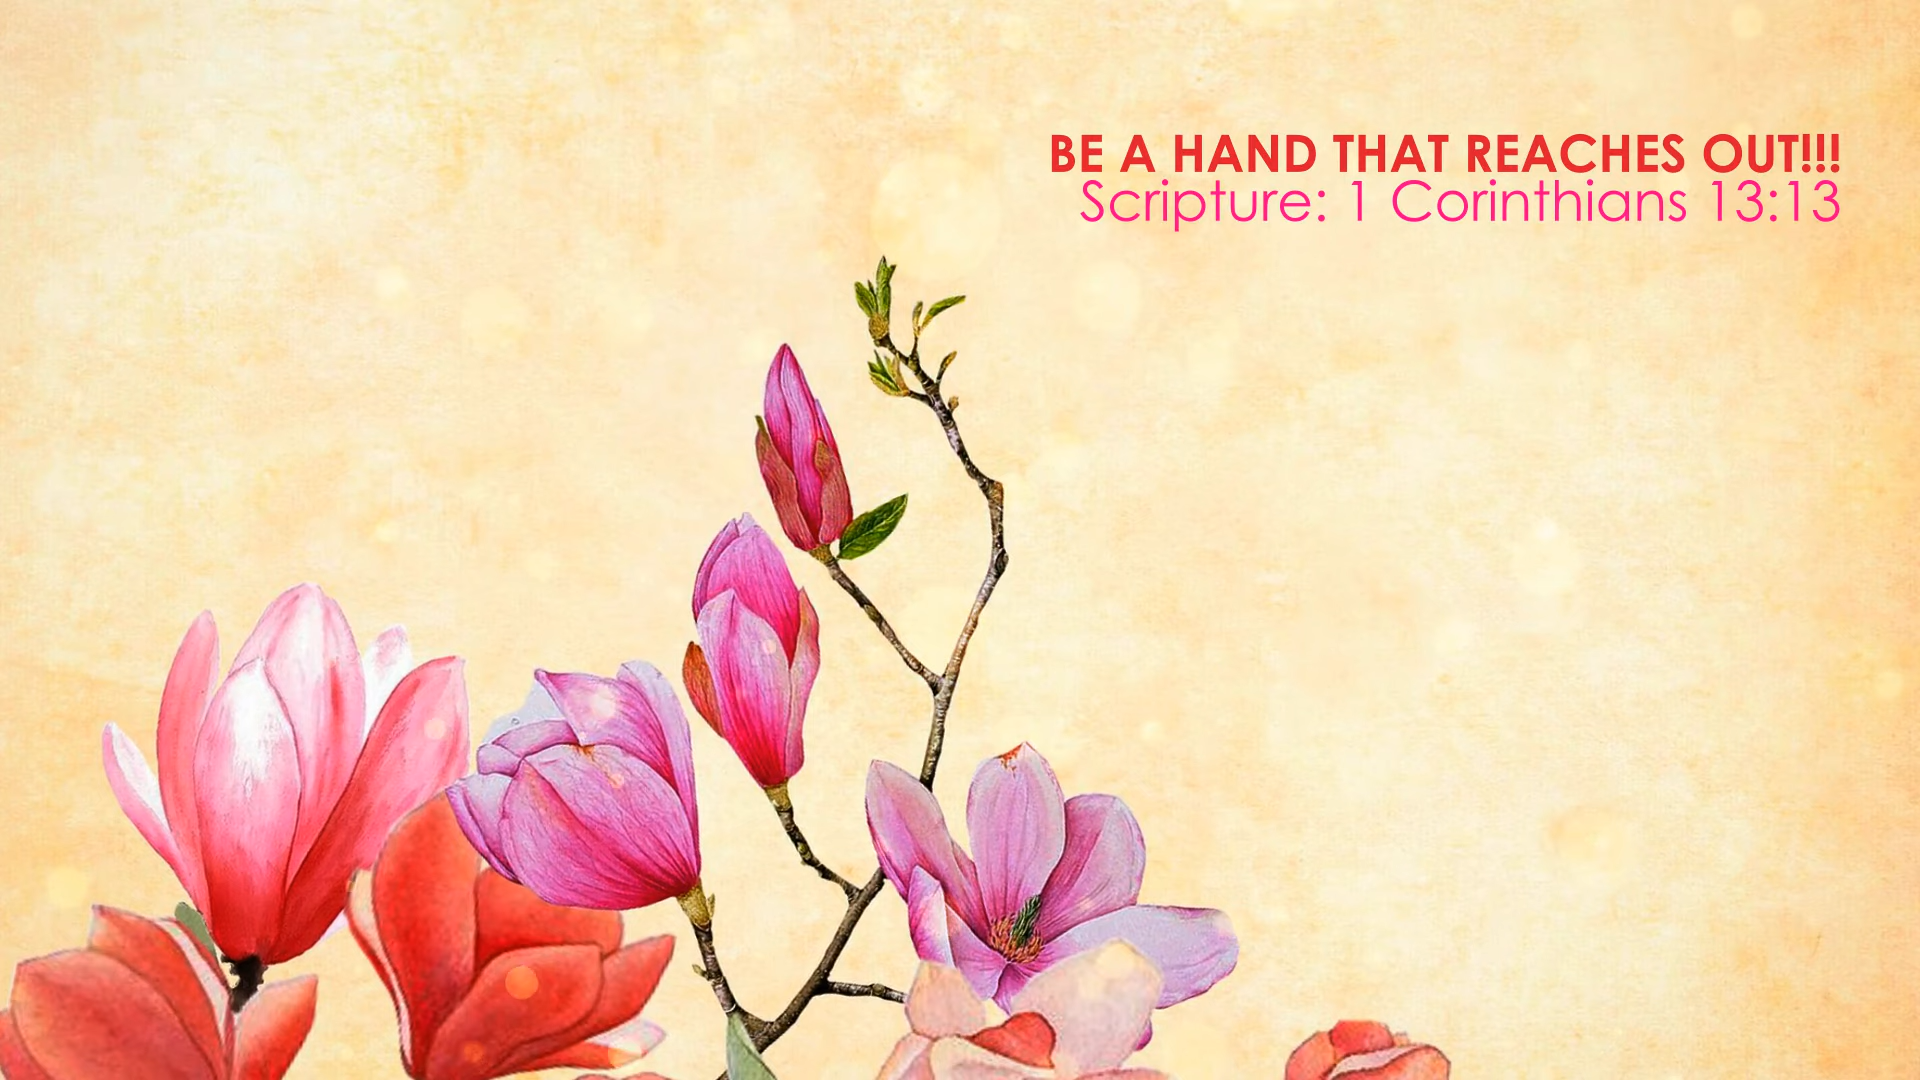 BE A HAND THAT REACHES OUT!!!
Scripture: 1 Corinthians 13:13